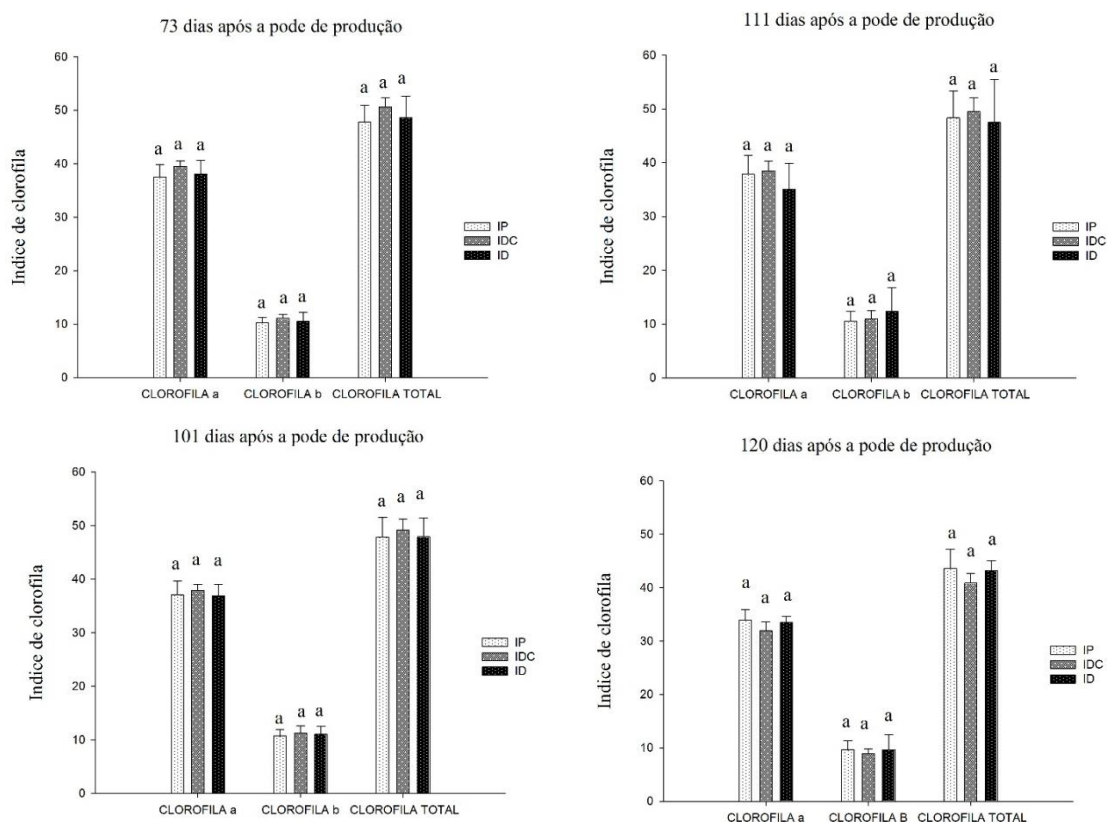 73 dias após a pode de produção
Indice de clorofila
60
50
40
30
20
10
0
a a a
a a a
a a a
CLOROFILA a CLOROFILA b CLOROFILA TOTAL
IP
IDC
ID
111 dias após a pode de produção
Indice de clorofila
60
50
40
30
20
10
0
a a a
a a a
a a a
CLOROFILA a CLOROFILA b CLOROFILA TOTAL
IP
IDC
ID
101 dias após a pode de produção
Indice de clorofila
60
50
40
30
20
10
0
a a a
a a a
a a a
CLOROFILA a CLOROFILA b CLOROFILA TOTAL
IP
IDC
ID
120 dias após a pode de produção
Indice de clorofila
60
50
40
30
20
10
0
a a a
a a a
a a a
CLOROFILA a CLOROFILA B CLOROFILA TOTAL
IP
IDC
ID